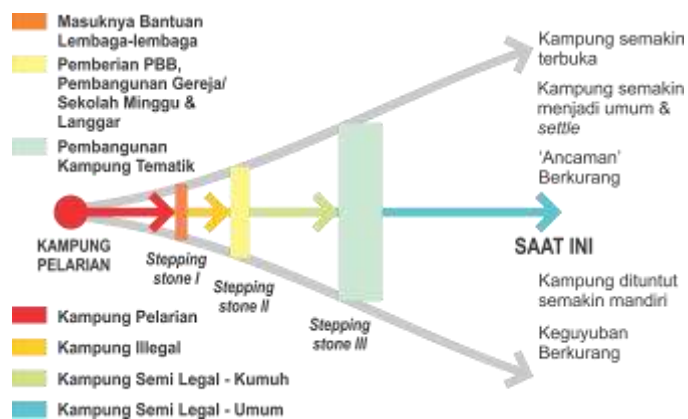 Masuknya Bantuan
Lembaga-lembaga
Pemberian PBB,
Pembangunan Gereja/
Sekolah Minggu &
Langgar
Pembangunan
Kampung Tematik
KAMPUNG
PELARIAN
Stepping
stone I
Stepping
stone II
Stepping
stone III
Kampung semakin
terbuka
Kampung semakin
menjadi umum &
settle
'Ancaman'
Berkurang
SAAT INI
Kampung dituntut
semakin mandiri
Keguyuban
Berkurang
Kampung Pelarian
Kampung Illegal
Kampung Semi Legal - Kumuh
Kampung Semi Legal - Umum